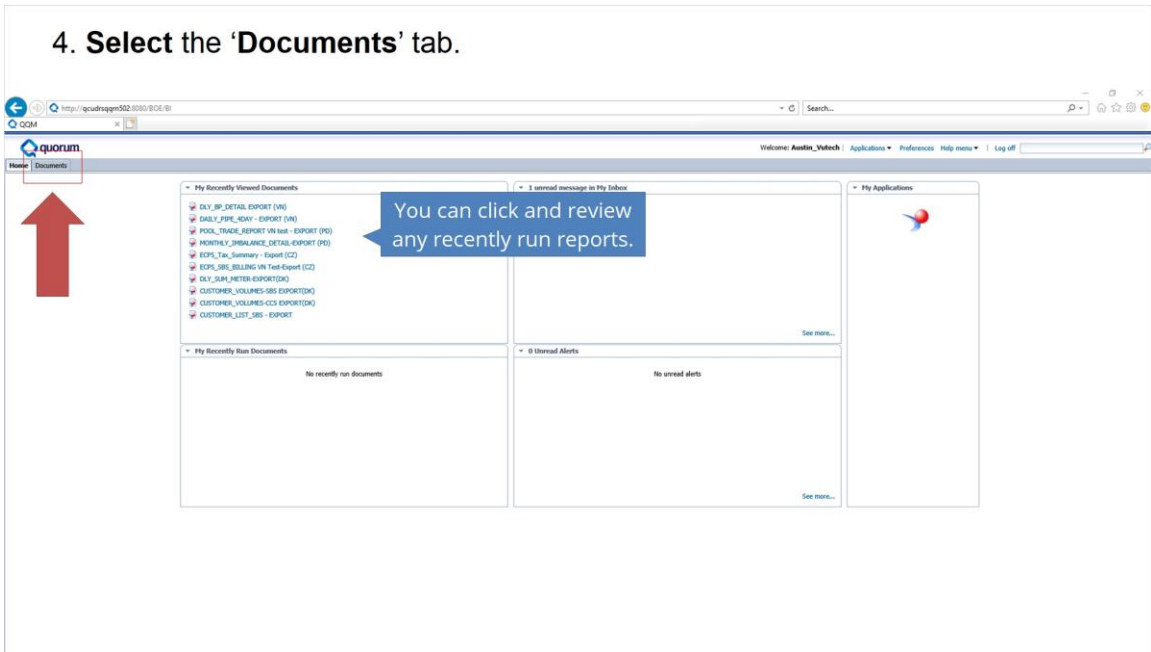 4. Select the ‘Documents’ tab.
http://qcudrsqqm502:8080/BOE/BI
Search...
QQM
quorum
Welcome: Austin_Vutech | Applications Preferences Help menu | Log off
Home Documents
My Recently Viewed Documents
DLY_BP_DETAIL EXPORT (VN)
DAILY_PIPE_4DAY - EXPORT (VN)
POOL_TRADE_REPORT VN test - EXPORT (PD)
MONTHLY_IMBALANCE_DETAIL-EXPORT (PD)
ECPS_Tax_Summary - Export (CZ)
ECPS_SBS_BILLING VN Test-Export (CZ)
DLY_SUM_METER-EXPORT(DK)
CUSTOMER_VOLUMES-SBS EXPORT(DK)
CUSTOMER_VOLUMES-CCS EXPORT(DK)
CUSTOMER_LIST_SBS - EXPORT
You can click and review
any recently run reports.
1 unread message in My Inbox
See more...
My Applications
My Recently Run Documents
No recently run documents
0 Unread Alerts
No unread alerts
See more...